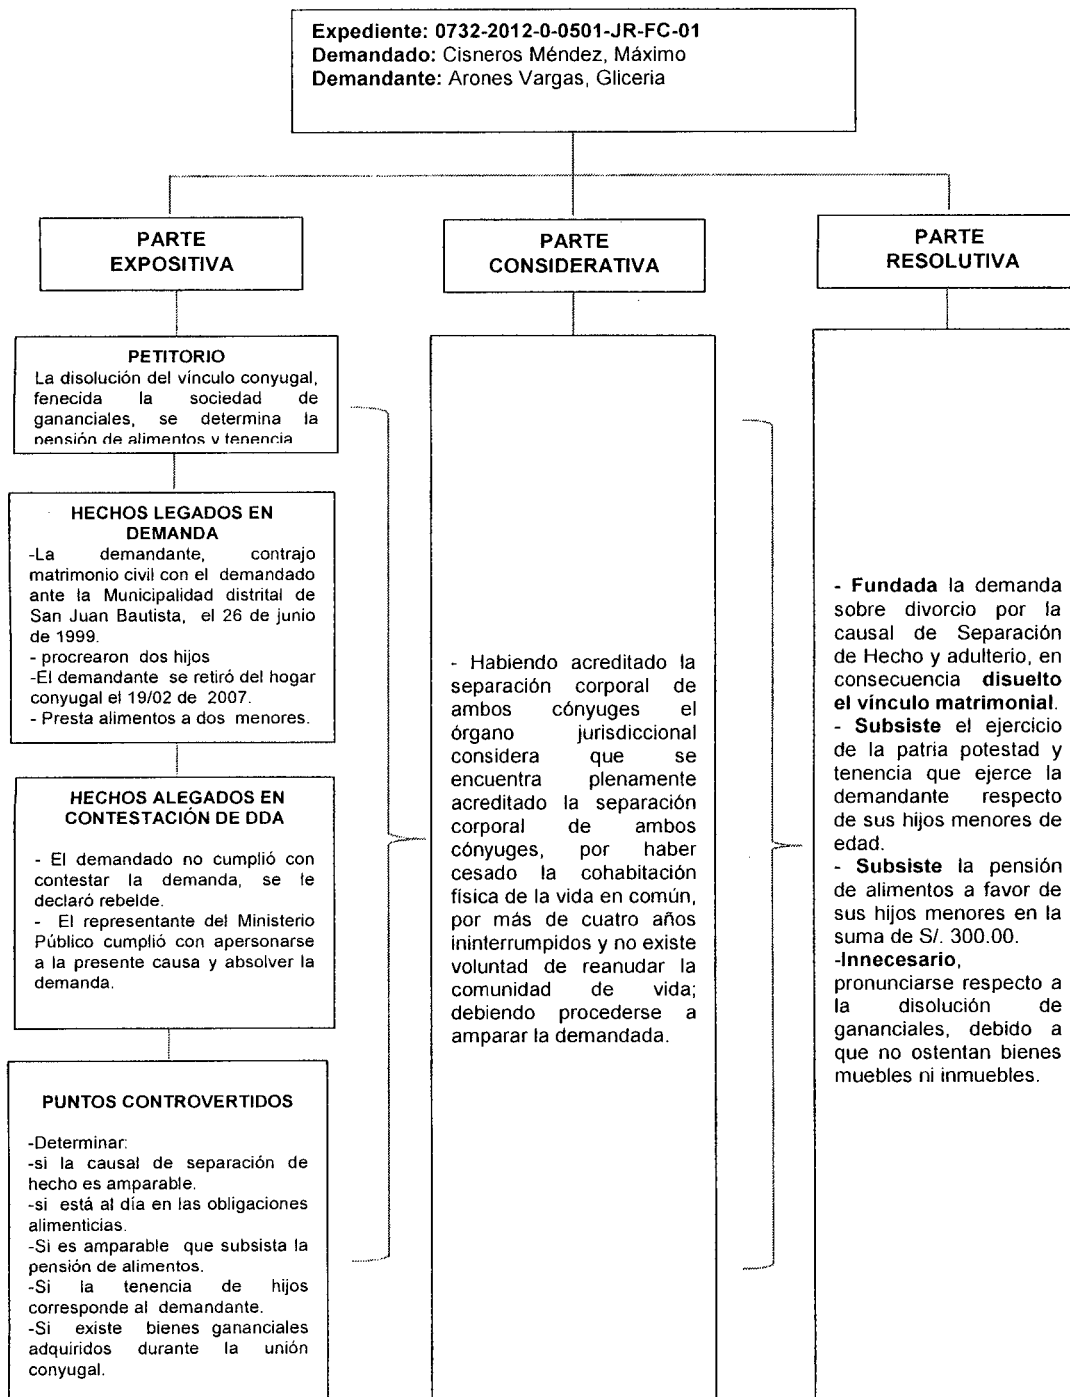 Expediente: 0732-2012-0-0501-JR-FC-01
Demandado: Cisneros Méndez, Máximo
Demandante: Arones Vargas, Gliceria
PARTE
EXPOSITIVA
PETITORIO
La disolución del vínculo conyugal,
fenecida la sociedad de
gananciales, se determina la
pensión de alimentos y tenencia
HECHOS LEGADOS EN
DEMANDA
-La demandante, contrajo
matrimonio civil con el demandado
ante la Municipalidad distrital de
San Juan Bautista, el 26 de junio
de 1999.
- procrearon dos hijos
-El demandante se retiró del hogar
conyugal el 19/02 de 2007.
- Presta alimentos a dos menores.
HECHOS ALEGADOS EN
CONTESTACIÓN DE DDA
- El demandado no cumplió con
contestar la demanda, se le
declaró rebelde.
- El representante del Ministerio
Público cumplió con apersonarse
a la presente causa y absolver la
demanda.
PUNTOS CONTROVERTIDOS
-Determinar:
-si la causal de separación de
hecho es amparable.
-si está al día en las obligaciones
alimenticias.
-Si es amparable que subsista la
pensión de alimentos.
-Si la tenencia de hijos
corresponde al demandante.
-Si existe bienes gananciales
adquiridos durante la unión
conyugal.
PARTE
CONSIDERATIVA
- Habiendo acreditado la
separación corporal de
ambos cónyuges el
órgano jurisdiccional
considera que se
encuentra plenamente
acreditado la separación
corporal de ambos
cónyuges, por haber
cesado la cohabitación
física de la vida en común,
por más de cuatro años
ininterrumpidos y no existe
voluntad de reanudar la
comunidad de vida;
debiendo procederse a
amparar la demandada.
PARTE
RESOLUTIVA
- Fundada la demanda
sobre divorcio por la
causal de Separación
de Hecho y adulterio, en
consecuencia disuelto
el vínculo matrimonial.
- Subsiste el ejercicio
de la patria potestad y
tenencia que ejerce la
demandante respecto
de sus hijos menores de
edad.
- Subsiste la pensión
de alimentos a favor de
sus hijos menores en la
suma de S/. 300.00.
-Innecesario,
pronunciarse respecto a
la disolución de
gananciales, debido a
que no ostentan bienes
muebles ni inmuebles.